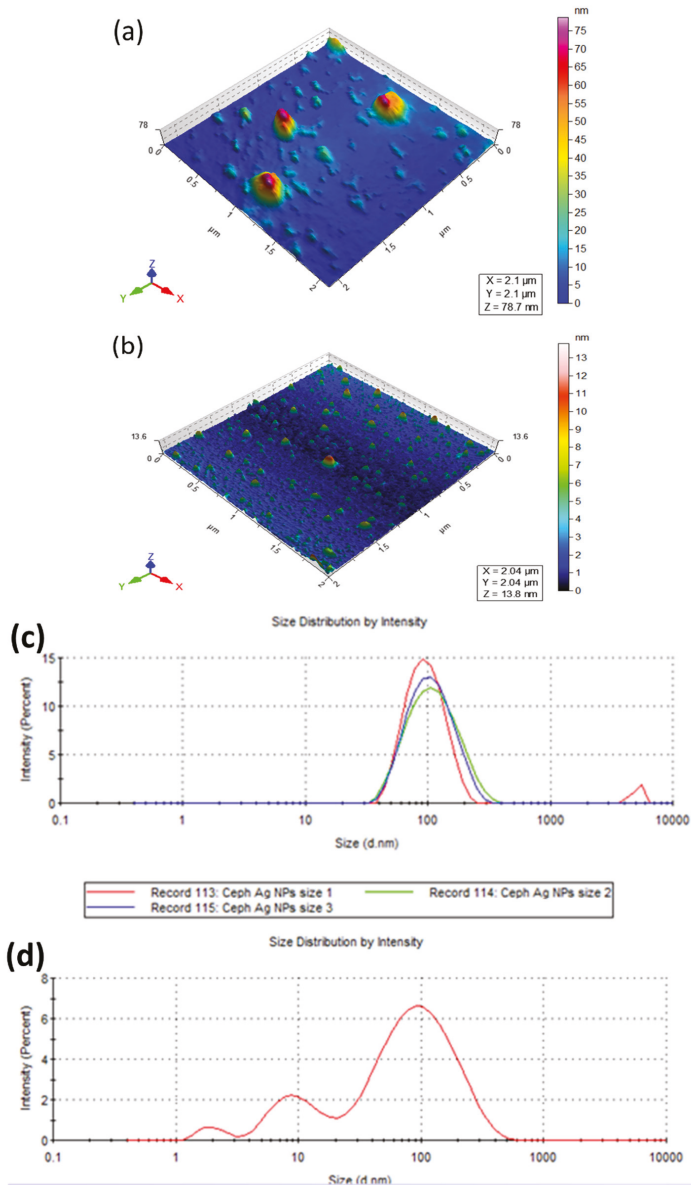 (a)
nm
75
70
65
60
55
50
45
40
35
30
25
20
15
10
5
0
78
0
0
0.5
1
1.5
2
µm
78
0
0
0.5
1
1.5
2
µm
Z
Y
X
X = 2.1 µm
Y = 2.1 µm
Z = 78.7 nm
(b)
nm
13
12
11
10
9
8
7
6
5
4
3
2
1
0
13.6
0
0
0.5
1
1.5
2
µm
13.6
0
0
0.5
1
1.5
2
µm
Z
Y
X
X = 2.04 µm
Y = 2.04 µm
Z = 13.8 nm
(c)
Size Distribution by Intensity
Intensity (Percent)
15
10
5
0
0.1 1 10 100 1000 10000
Size (d.nm)
Record 113: Ceph Ag NPs size 1 Record 114: Ceph Ag NPs size 2
Record 115: Ceph Ag NPs size 3
(d)
Size Distribution by Intensity
Intensity (Percent)
8
6
4
2
0
0.1 1 10 100 1000 10000
Size (d.nm)